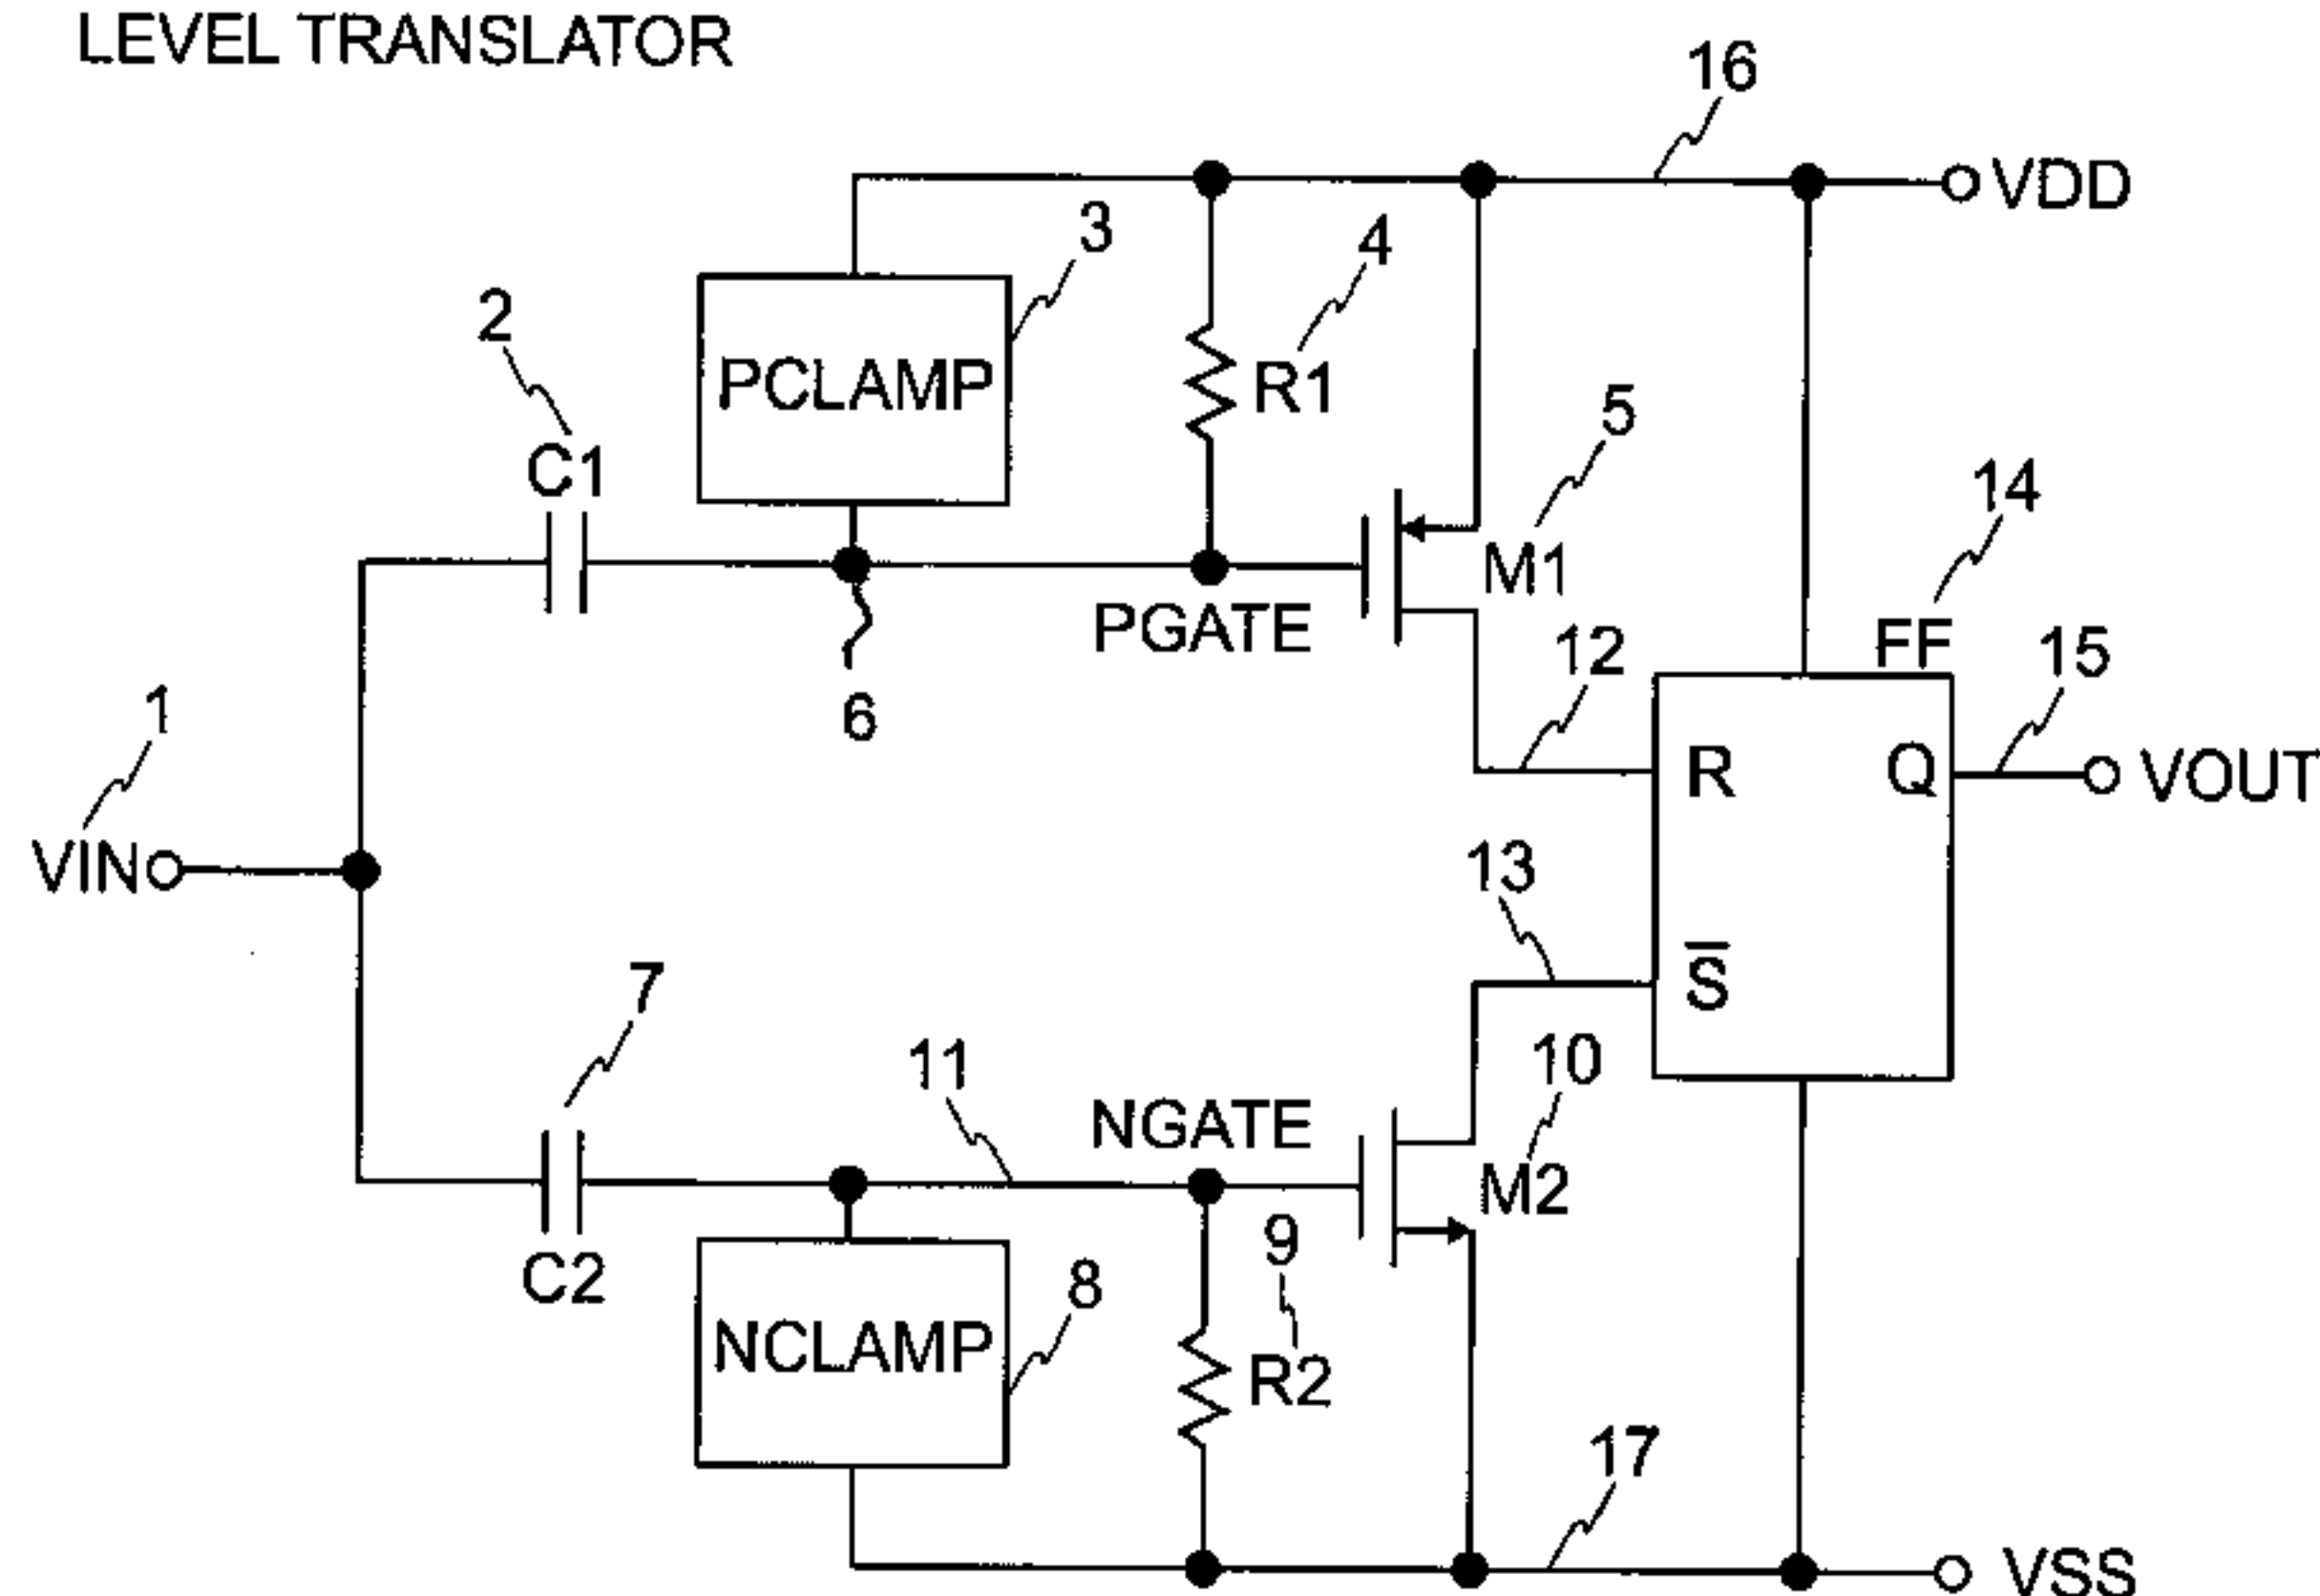 LEVEL TRANSLATOR
16
VDD
3
4
2
PCLAMP
R1
5
C1
14
M1
PGATE
12
FF
15
6
1
R
Q
VOUT
VIN
13
S̅
7
11
10
NGATE
M2
9
C2
8
NCLAMP
R2
17
VSS